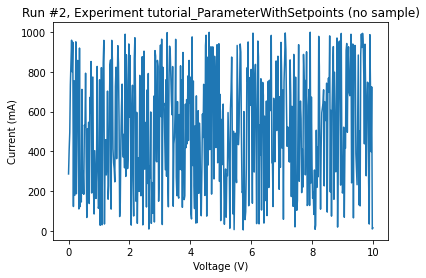 Run #2, Experiment tutorial_ParameterWithSetpoints (no sample)
1000
800
600
400
200
0
Current (mA)
0 2 4 6 8 10
Voltage (V)